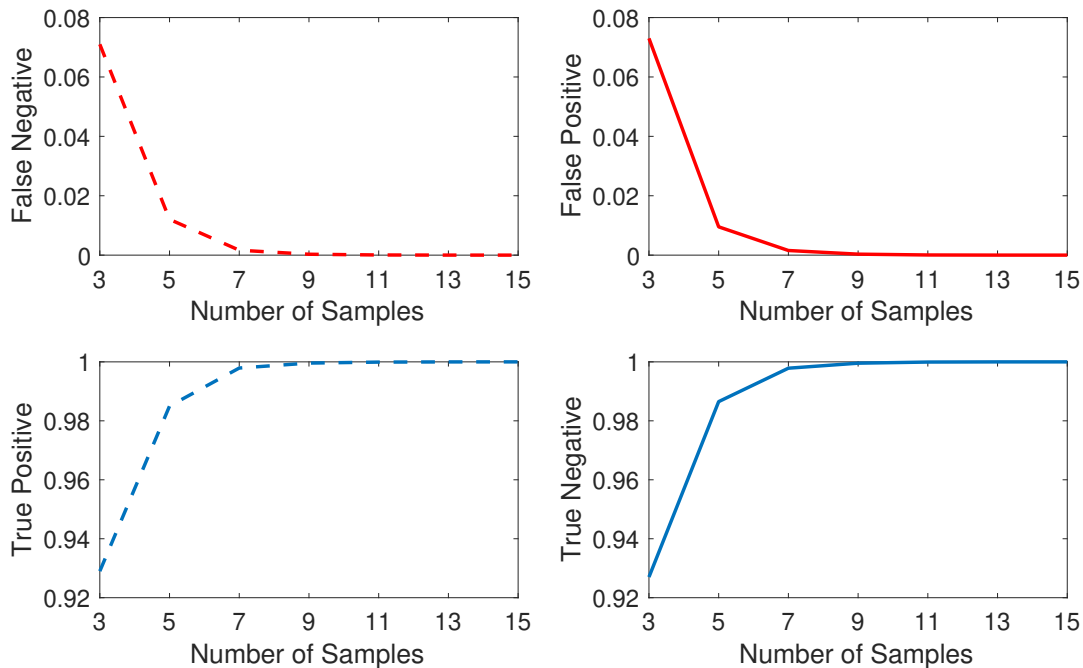 False Negative
0.08
0.06
0.04
0.02
0
3 5 7 9 11 13 15
Number of Samples
False Positive
0.08
0.06
0.04
0.02
0
3 5 7 9 11 13 15
Number of Samples
True Positive
1
0.98
0.96
0.94
0.92
3 5 7 9 11 13 15
Number of Samples
True Negative
1
0.98
0.96
0.94
0.92
3 5 7 9 11 13 15
Number of Samples